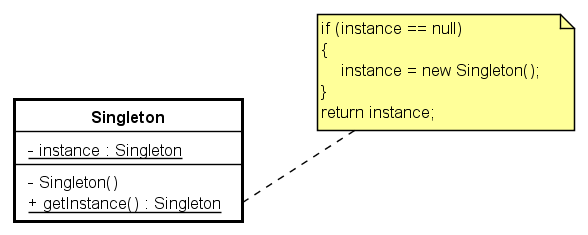 if (instance == null)
{
instance = new Singleton();
}
return instance;
Singleton
- instance : Singleton
- Singleton()
+ getInstance() : Singleton